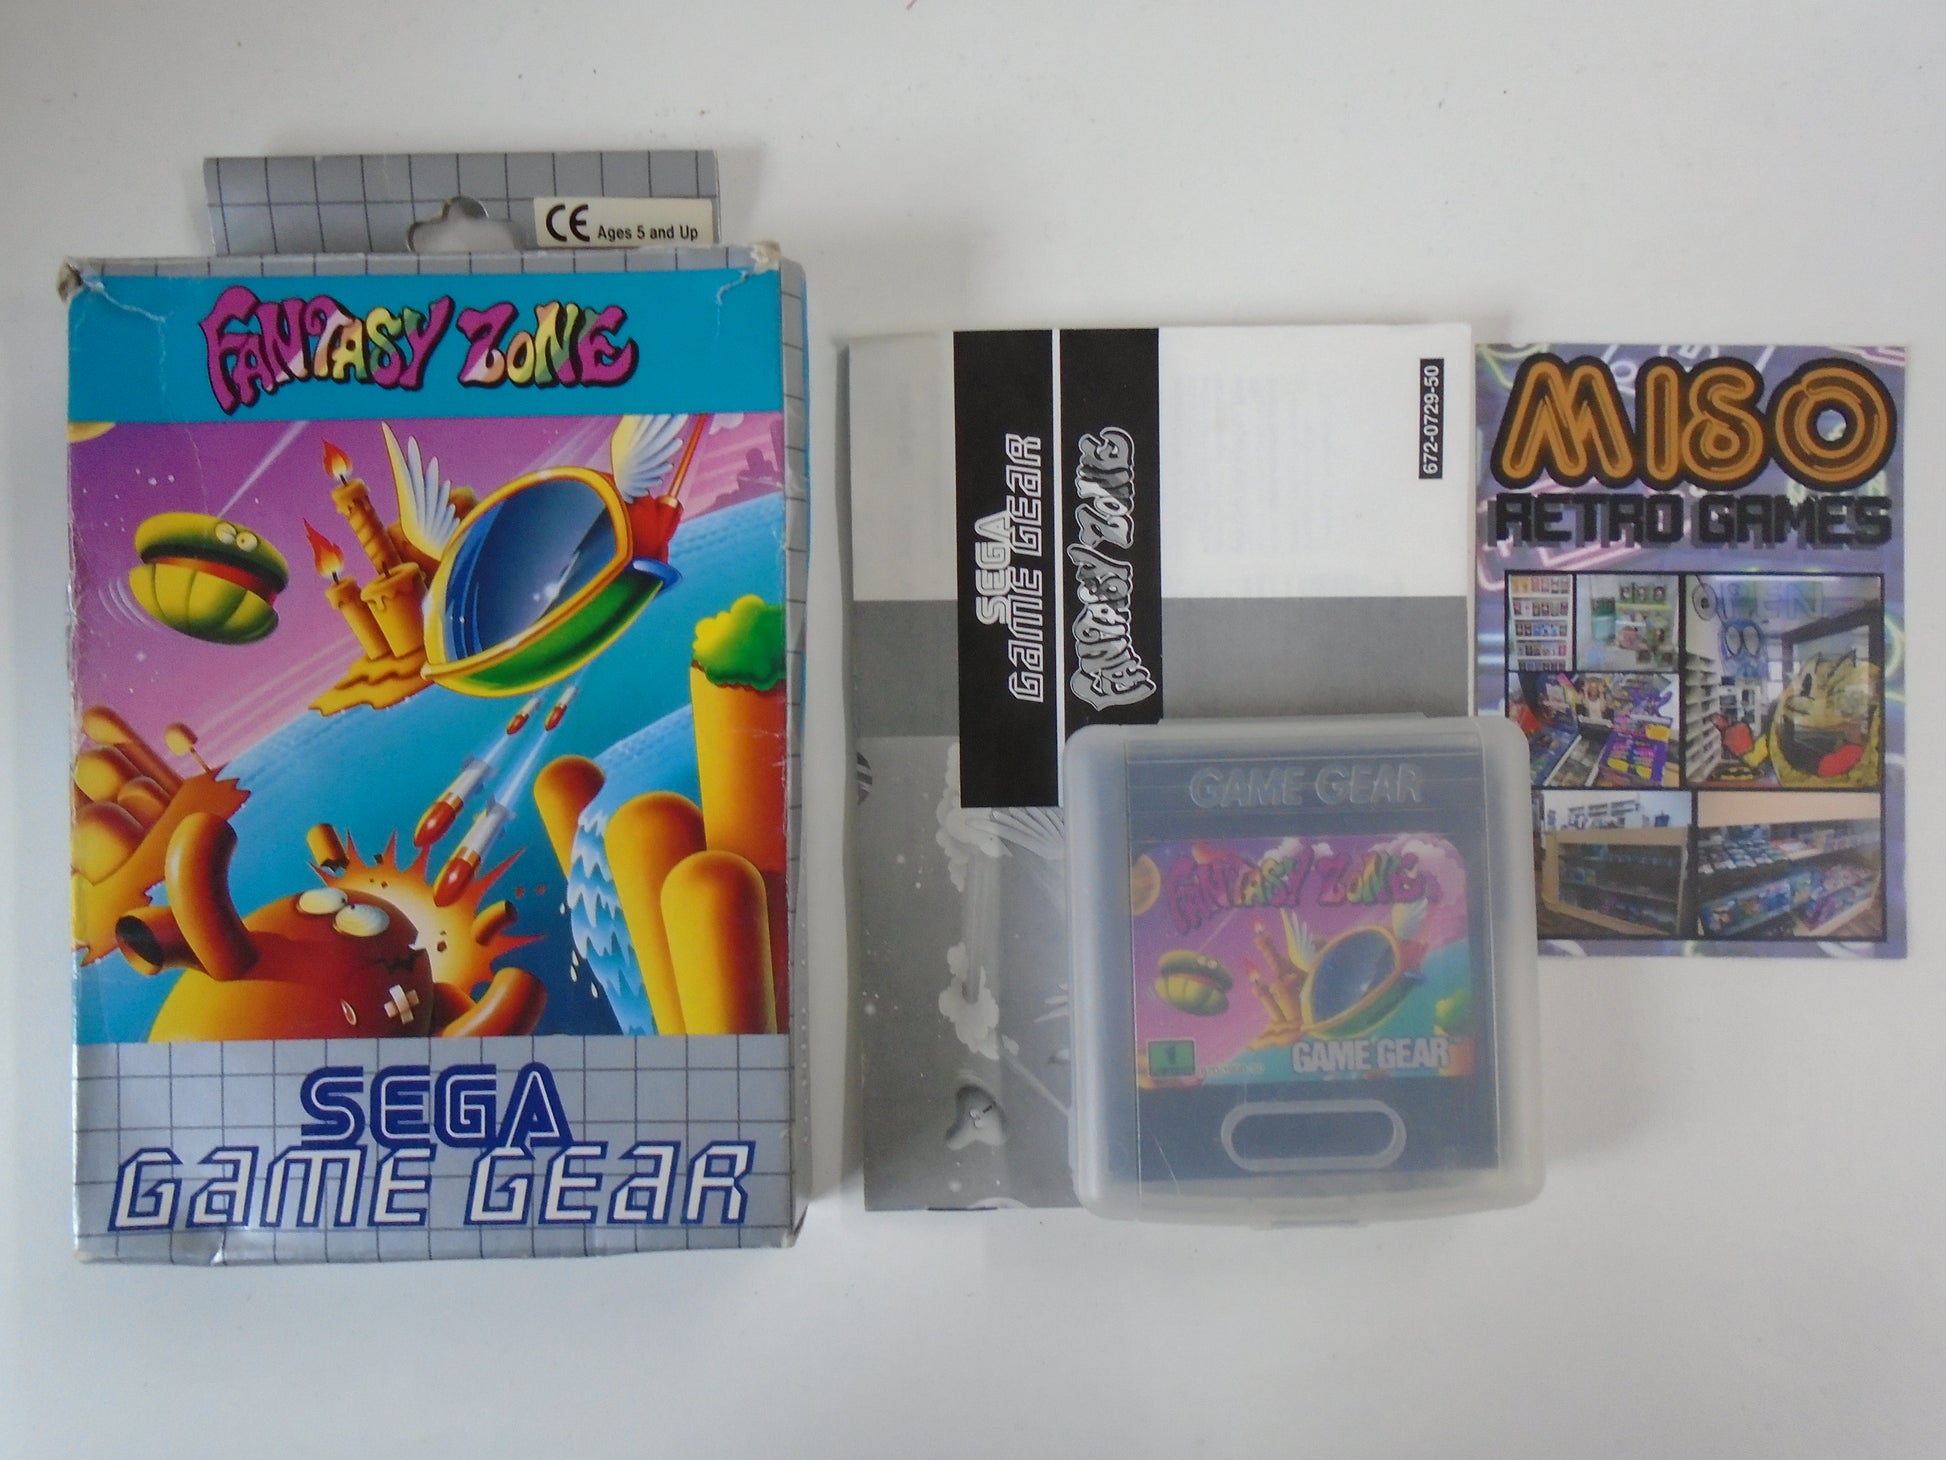 CE Ages 5 and Up
FANTASY ZONE
SEGA
GAME GEAR
SEGA
GAME GEAR
FANTASY ZONE
672-0729-50
GAME GEAR
FANTASY ZONE
GAME GEAR
MISO
RETRO GAMES